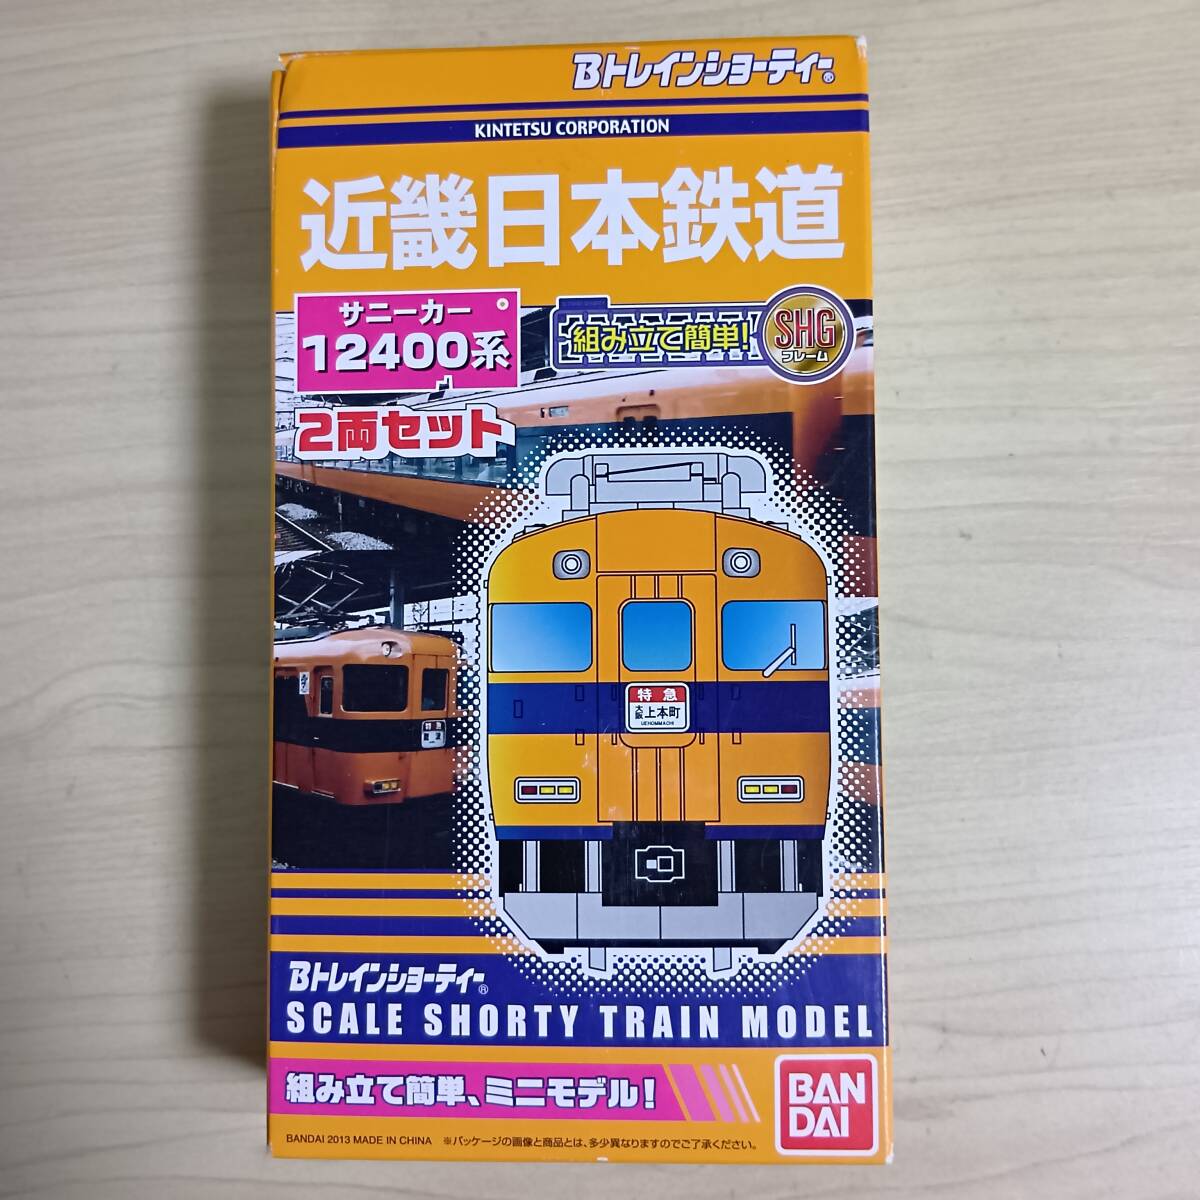 Bトレインショーティー®
KINTETSU CORPORATION
近畿日本鉄道
サニーカー
12400系
2両セット
組み立て簡単!
SHG
フレーム
特急
大阪上本町
UEHOMMACHI
特急
Bトレインショーティー®
SCALE SHORTY TRAIN MODEL
組み立て簡単、ミニモデル!
BAN
DAI
BANDAI 2013 MADE IN CHINA ※パッケージの画像と商品とは、多少異なりますのでご了承ください。